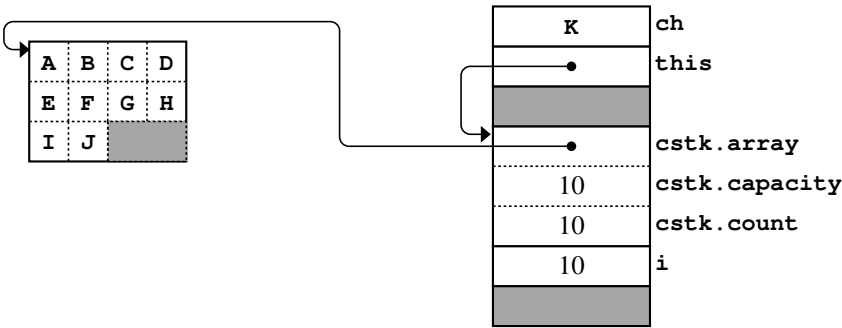 K ch
this
A B C D
E F G H
I J
cstk.array
10 cstk.capacity
10 cstk.count
10 i